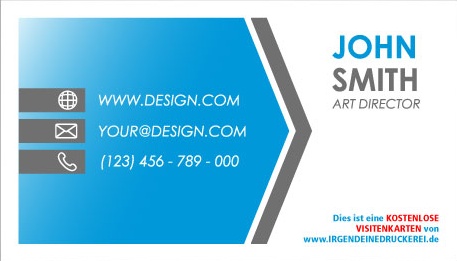 JOHN
SMITH
ART DIRECTOR
WWW.DESIGN.COM
YOUR@DESIGN.COM
(123) 456 - 789 - 000
Dies ist eine KOSTENLOSE
VISITENKARTEN von
www.IRGENDEINEDRUCKEREI.de